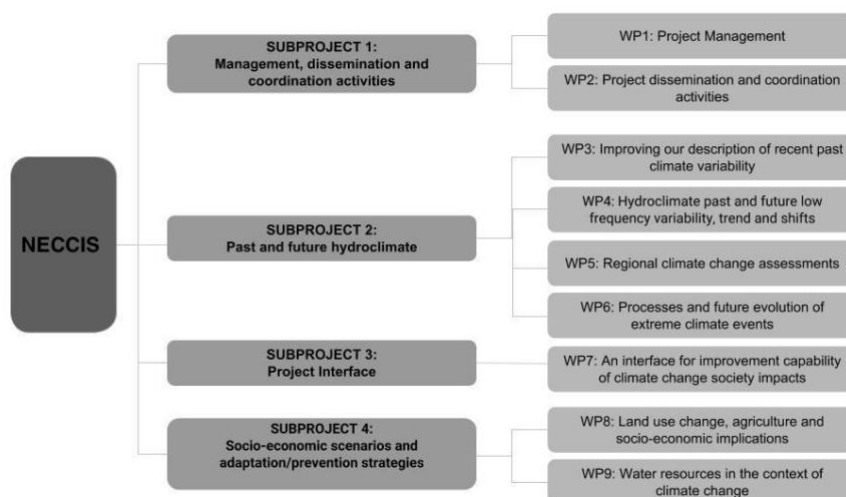 NECCIS
SUBPROJECT 1:
Management, dissemination and
coordination activities
WP1: Project Management
WP2: Project dissemination and coordination
activities
SUBPROJECT 2:
Past and future hydroclimate
WP3: Improving our description of recent past
climate variability
WP4: Hydroclimate past and future low
frequency variability, trend and shifts
WP5: Regional climate change assessments
WP6: Processes and future evolution of
extreme climate events
SUBPROJECT 3:
Project Interface
WP7: An interface for improvement capability
of climate change society impacts
SUBPROJECT 4:
Socio-economic scenarios and
adaptation/prevention strategies
WP8: Land use change, agriculture and
socio-economic implications
WP9: Water resources in the context of
climate change